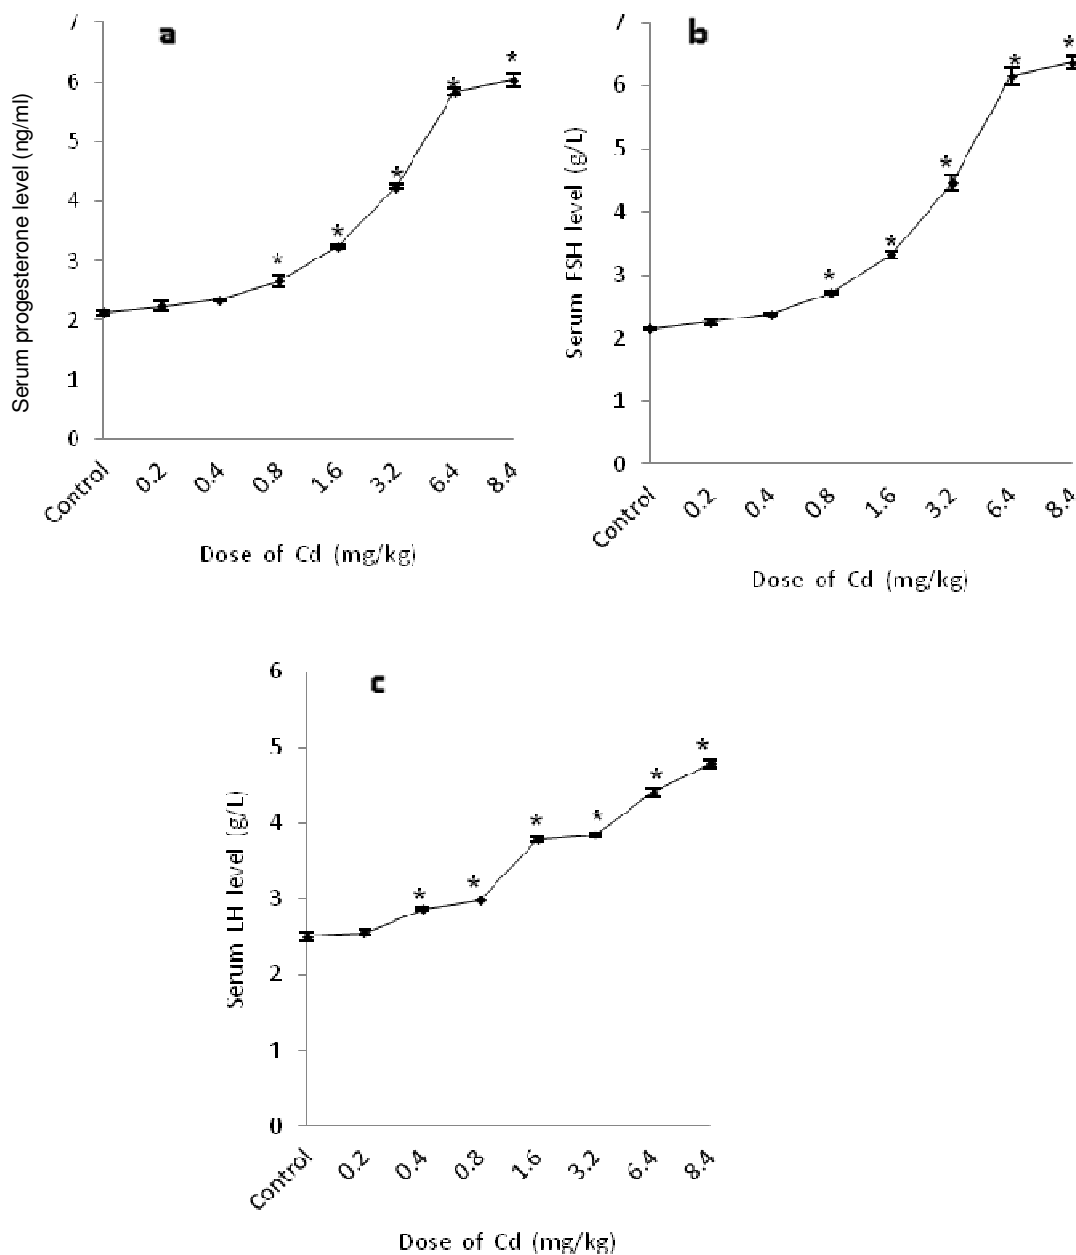 a
Serum progesterone level (ng/ml)
7
6
5
4
3
2
1
0
* * * * *
Control 0.2 0.4 0.8 1.6 3.2 6.4 8.4
Dose of Cd (mg/kg)
b
Serum FSH level (g/L)
7
6
5
4
3
2
1
0
* * * * *
Control 0.2 0.4 0.8 1.6 3.2 6.4 8.4
Dose of Cd (mg/kg)
c
Serum LH level (g/L)
6
5
4
3
2
1
0
* * * * * *
Control 0.2 0.4 0.8 1.6 3.2 6.4 8.4
Dose of Cd (mg/kg)